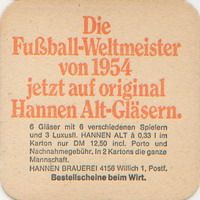 Die
Fußball-Weltmeister
von 1954
jetzt auf original
Hannen Alt-Gläsern.
6 Gläser mit 6 verschiedenen Spielern
und 3 Luxusfl. HANNEN ALT à 0,33 l im
Karton nur DM 12,50 incl. Porto und
Nachnahmegebühr. In 2 Kartons die ganze
Mannschaft.
HANNEN BRAUEREI 4156 Willich 1, Postf.
Bestellscheine beim Wirt.